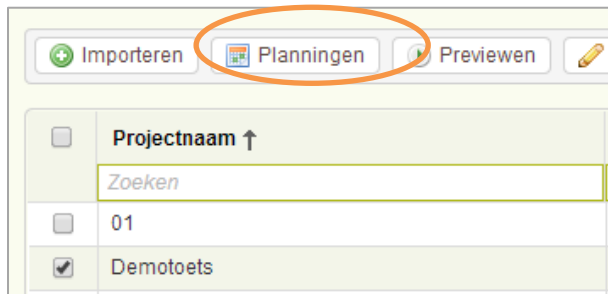 Importeren Planningen Previewen
Projectnaam ↑
Zoeken
01
Demotoets